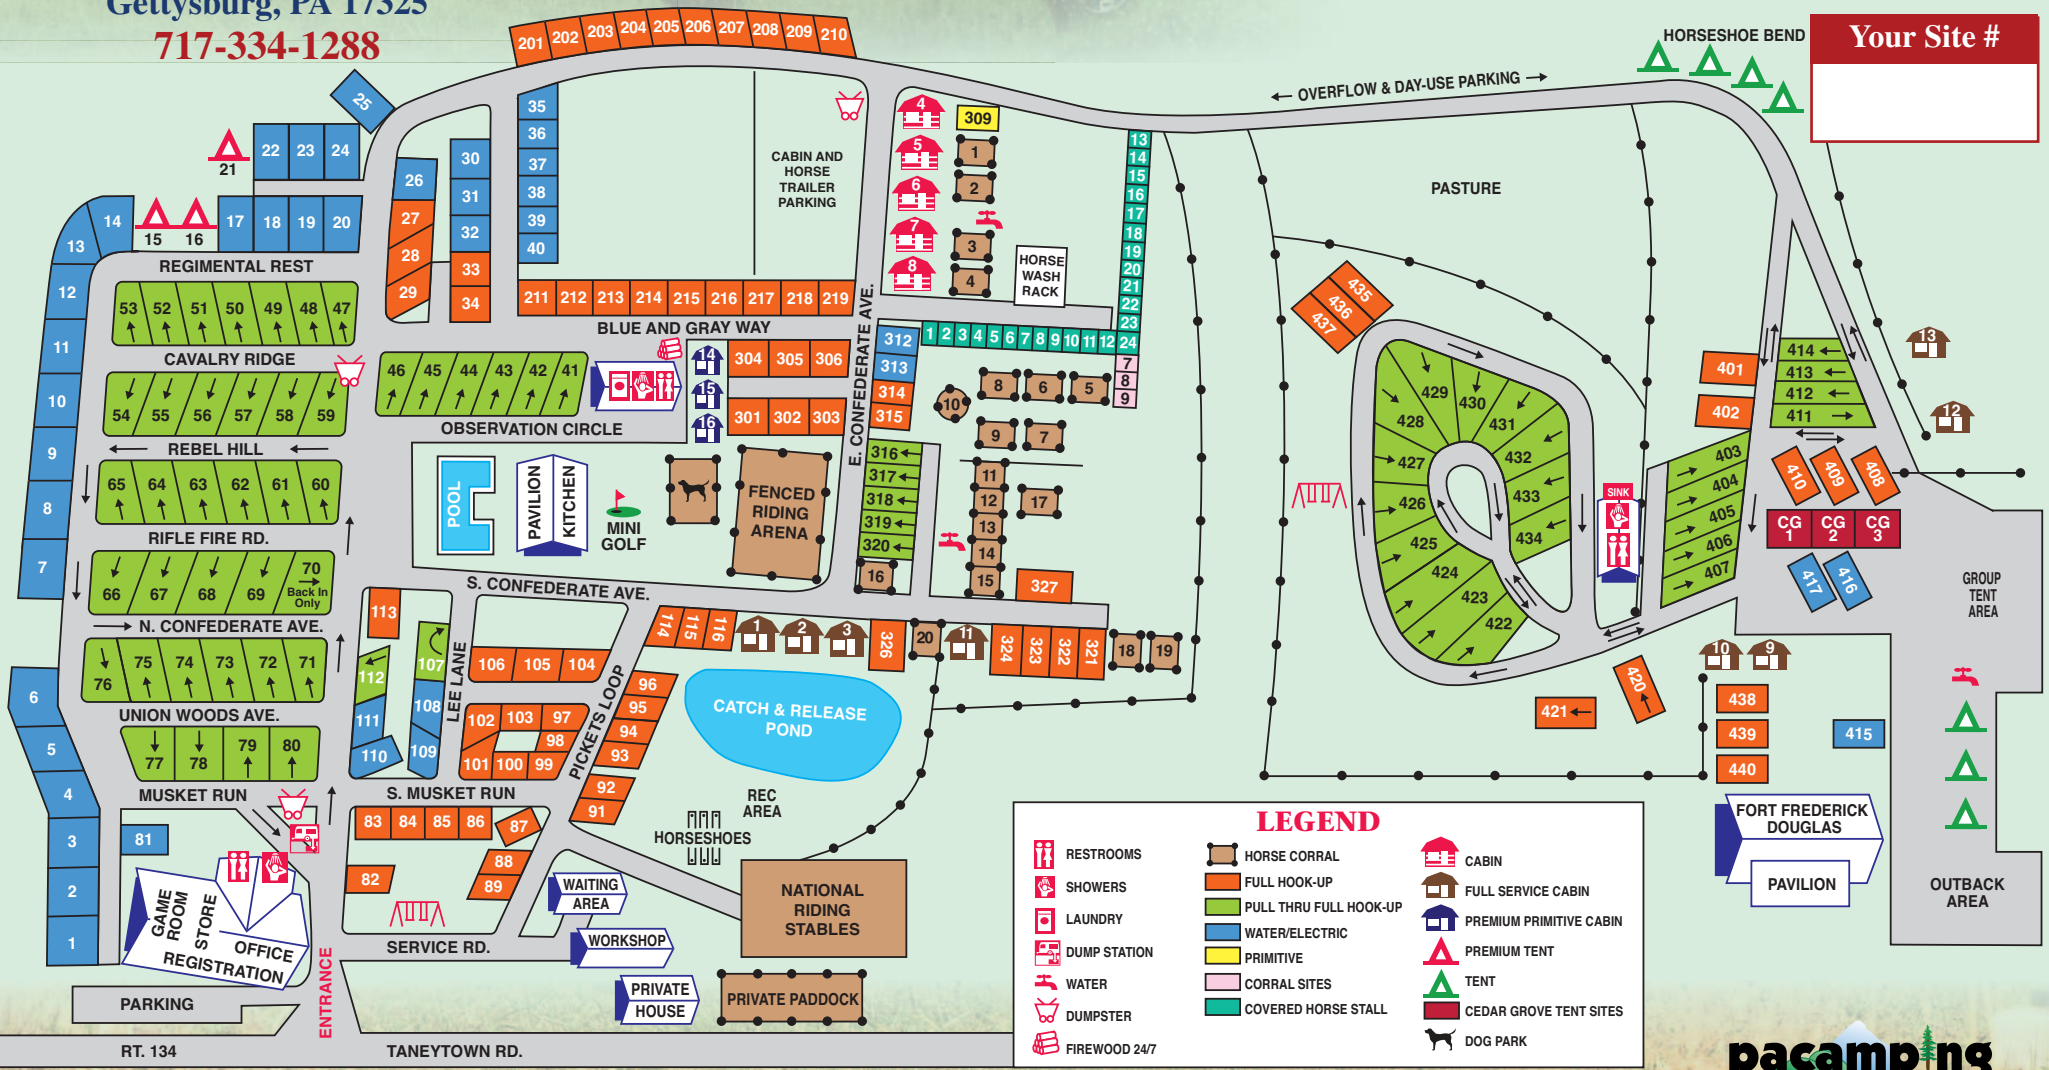 Gettysburg, PA 17325
717-334-1288
Your Site #
HORSESHOE BEND
OVERFLOW & DAY-USE PARKING
201 202 203 204 205 206 207 208 209 210
25
22 23 24
21
14
15 16
17 18 19 20
13
12
11
10
9
8
7
6
5
4
3
2
1
REGIMENTAL REST
53 52 51 50 49 48 47
CAVALRY RIDGE
54 55 56 57 58 59
REBEL HILL
65 64 63 62 61 60
RIFLE FIRE RD.
66 67 68 69
70
Back In
Only
N. CONFEDERATE AVE.
76 75 74 73 72 71
UNION WOODS AVE.
77 78 79 80
MUSKET RUN
81
GAME
ROOM
STORE
OFFICE
REGISTRATION
PARKING
ENTRANCE
RT. 134
TANEYTOWN RD.
26
27
28
29
30
31
32
33
34
35
36
37
38
39
40
CABIN AND
HORSE
TRAILER
PARKING
211 212 213 214 215 216 217 218 219
BLUE AND GRAY WAY
46 45 44 43 42 41
OBSERVATION CIRCLE
14
15
16
304 305 306
301 302 303
E. CONFEDERATE AVE.
POOL
PAVILION
KITCHEN
MINI
GOLF
FENCED
RIDING
ARENA
S. CONFEDERATE AVE.
113
112
111
110
107
108
109
LEE LANE
106 105 104
102 103 97
98
101 100 99
PICKETS LOOP
114 115 116
1 2 3
326
20
11
324 323 322 321
18 19
96
95
94
93
92
91
CATCH & RELEASE
POND
S. MUSKET RUN
83 84 85 86 87
88
89
82
SERVICE RD.
REC
AREA
HORSESHOES
WAITING
AREA
WORKSHOP
PRIVATE
HOUSE
NATIONAL
RIDING
STABLES
PRIVATE PADDOCK
4
5
6
7
8
309
1
2
3
4
HORSE
WASH
RACK
13
14
15
16
17
18
19
20
21
22
23
24
1 2 3 4 5 6 7 8 9 10 11 12
7
8
9
312
313
314
315
316
317
318
319
320
16
10
8 6 5
9 7
11
12
13
14
15
17
327
PASTURE
435
436
437
429
430
428
431
427
432
426
433
425
434
424
423
422
SINK
401
402
403
404
405
406
407
414
413
412
411
410 409 408
CG
1
CG
2
CG
3
417 416
13
12
GROUP
TENT
AREA
10 9
420
421
438
439
440
415
FORT FREDERICK
DOUGLAS
PAVILION
OUTBACK
AREA
LEGEND
RESTROOMS
SHOWERS
LAUNDRY
DUMP STATION
WATER
DUMPSTER
FIREWOOD 24/7
HORSE CORRAL
FULL HOOK-UP
PULL THRU FULL HOOK-UP
WATER/ELECTRIC
PRIMITIVE
CORRAL SITES
COVERED HORSE STALL
CABIN
FULL SERVICE CABIN
PREMIUM PRIMITIVE CABIN
PREMIUM TENT
TENT
CEDAR GROVE TENT SITES
DOG PARK
pacamping